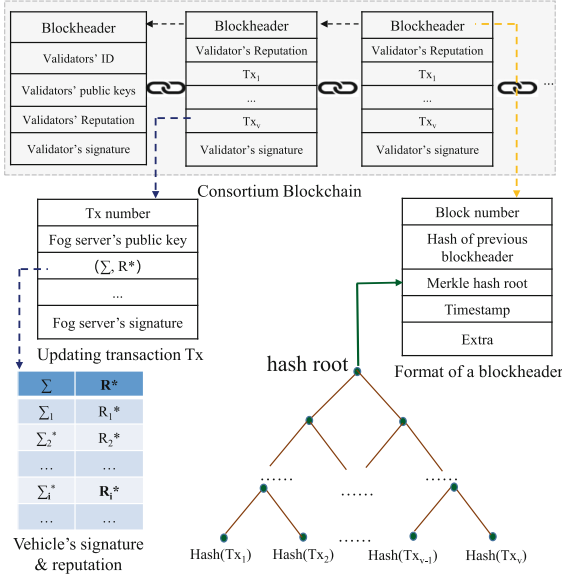 Blockheader
Validators' ID
Validators' public keys
Validators' Reputation
Validator's signature
Blockheader
Validator's Reputation
Tx₁
...
Txᵥ
Validator's signature
Blockheader
Validator's Reputation
Tx₁
...
Txᵥ
Validator's signature
...
Consortium Blockchain
Tx number
Fog server's public key
(∑, R*)
...
Fog server's signature
Updating transaction Tx
Block number
Hash of previous
blockheader
Merkle hash root
Timestamp
Extra
Format of a blockheader
∑ R*
∑₁ R₁*
∑₂* R₂*
... ...
∑ᵢ* Rᵢ*
... ...
Vehicle's signature
& reputation
hash root
...... ......
......
Hash(Tx₁) Hash(Tx₂) Hash(Txᵥ₋₁) Hash(Txᵥ)